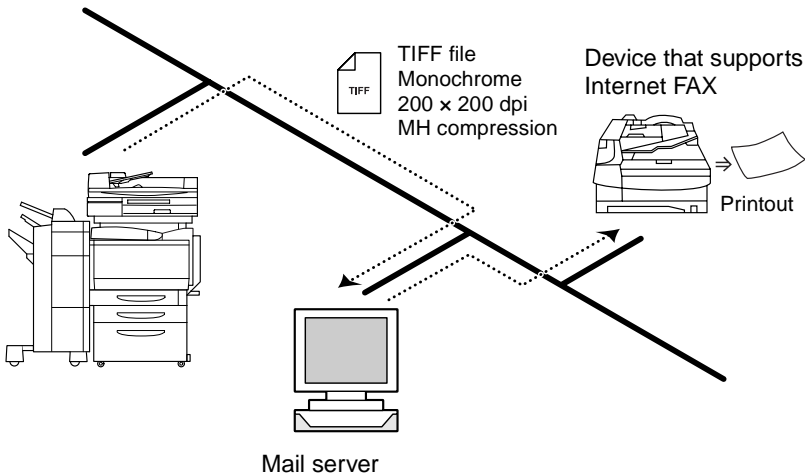 TIFF
TIFF file
Monochrome
200 × 200 dpi
MH compression
Device that supports
Internet FAX
⇒
Printout
Mail server